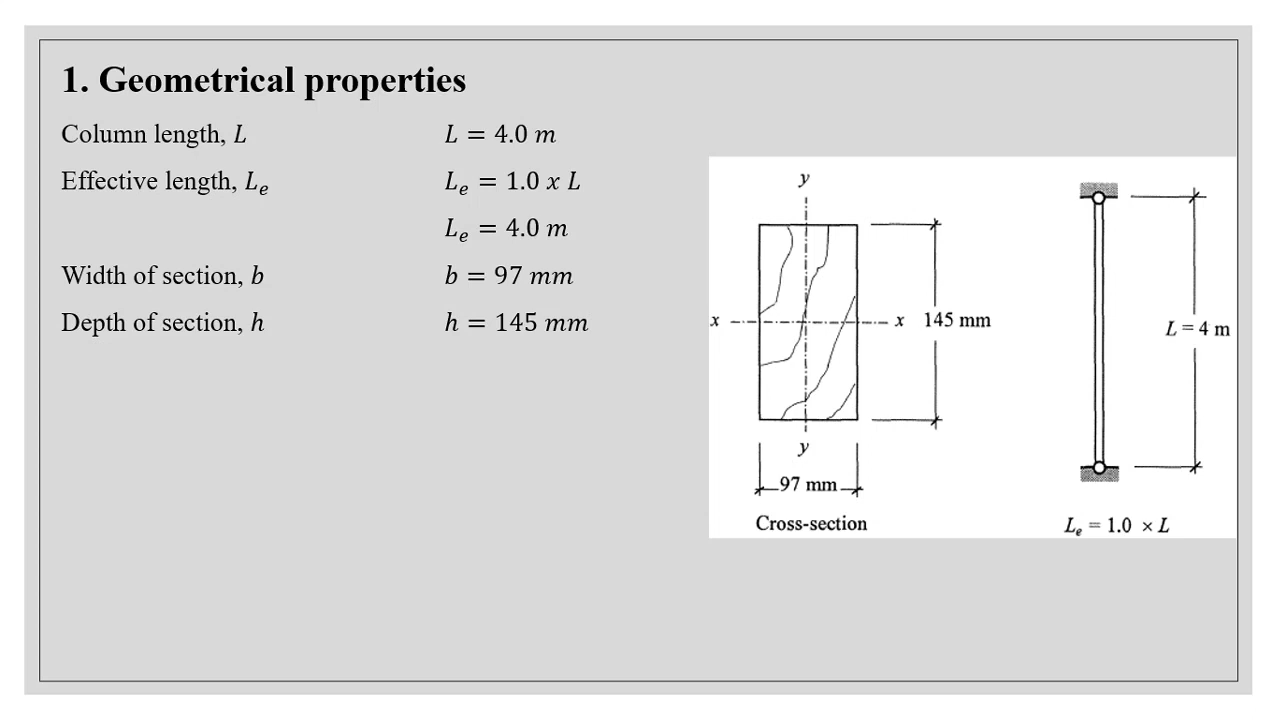 1. Geometrical properties
Column length, L L = 4.0 m
Effective length, Lₑ Lₑ = 1.0 x L
Lₑ = 4.0 m
Width of section, b b = 97 mm
Depth of section, h h = 145 mm
y
x x 145 mm
y
97 mm
Cross-section
L = 4 m
Lₑ = 1.0 × L